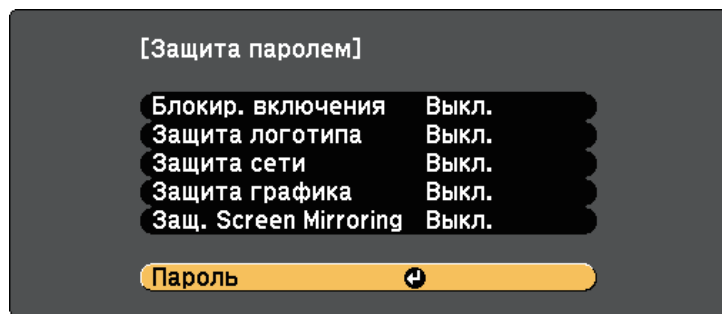 [Защита паролем]
Блокир. включения Выкл.
Защита логотипа Выкл.
Защита сети Выкл.
Защита графика Выкл.
Защ. Screen Mirroring Выкл.
Пароль